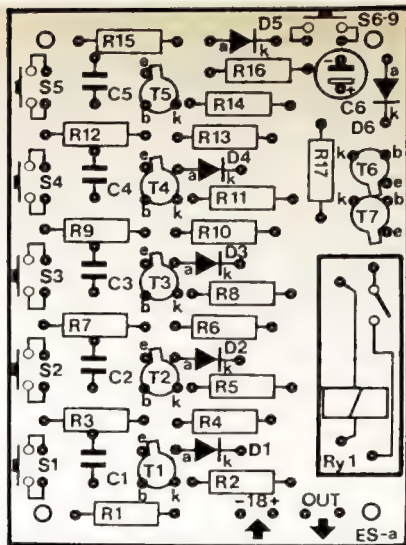 R15
D5
a
k
S6-9
e
R16
-
a
S5
C5
T5
+
C6
k
b
k
R14
D6
R12
R13
e
D4
R17
k
b
S4
C4
T4
a
k
T6
b
k
R11
k
e
b
R9
R10
T7
e
e
D3
S3
C3
T3
a
k
b
k
R8
R7
R6
e
D2
S2
C2
T2
a
k
b
k
R5
R3
R4
e
a
D1
S1
C1
T1
k
Ry1
b
k
R2
R1
-18+
OUT
ES-a